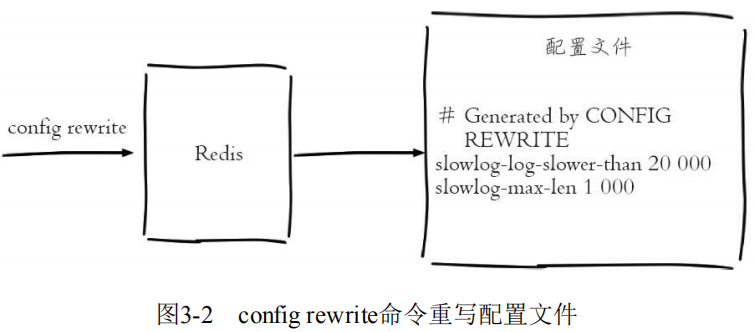 config rewrite
Redis
配置文件
# Generated by CONFIG
REWRITE
slowlog-log-slower-than 20 000
slowlog-max-len 1 000
图3-2 config rewrite命令重写配置文件